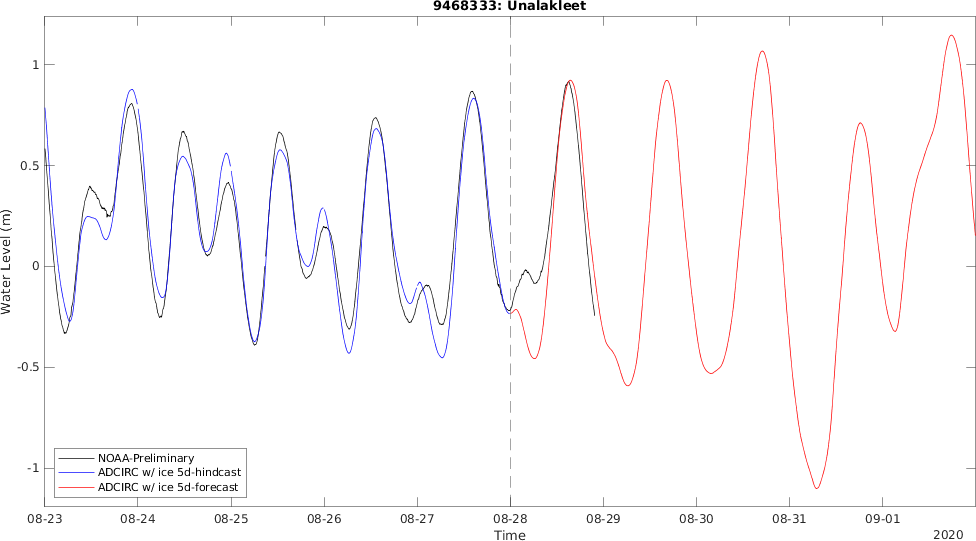 9468333: Unalakleet
Water Level (m)
1
0.5
0
-0.5
-1
NOAA-Preliminary
ADCIRC w/ ice 5d-hindcast
ADCIRC w/ ice 5d-forecast
08-23 08-24 08-25 08-26 08-27 08-28 08-29 08-30 08-31 09-01
Time
2020